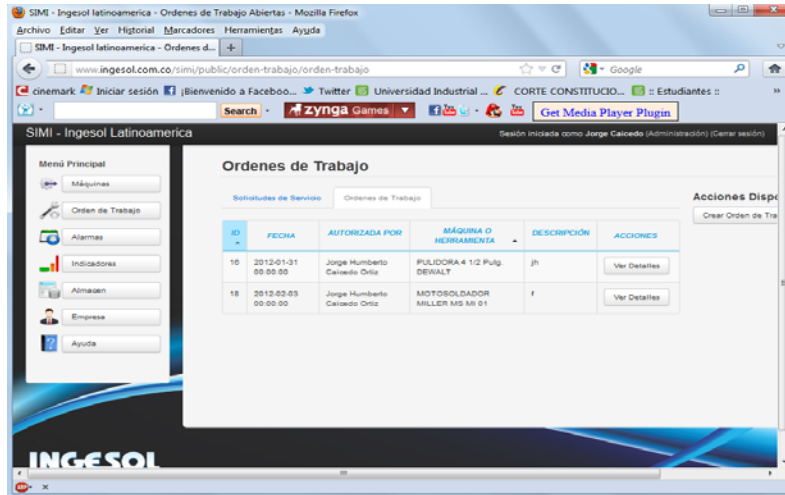 SIMI - Ingesol latinoamerica - Ordenes de Trabajo Abiertas - Mozilla Firefox
Archivo Editar Ver Historial Marcadores Herramientas Ayuda
SIMI - Ingesol latinoamerica - Ordenes d... +
www.ingesol.com.co/simi/public/orden-trabajo/orden-trabajo
Google
cinemark Iniciar sesión ¡Bienvenido a Faceboo... Twitter Universidad Industrial ... CORTE CONSTITUCIO... :: Estudiantes ::
Search zynga Games Get Media Player Plugin
SIMI - Ingesol Latinoamerica
Sesión iniciada como Jorge Caicedo (Administración) (Cerrar sesión)
Menú Principal
Máquinas
Orden de Trabajo
Alarmas
Indicadores
Almacen
Empresa
Ayuda
Ordenes de Trabajo
Solicitudes de Servicio Ordenes de Trabajo
ID FECHA AUTORIZADA POR MÁQUINA O HERRAMIENTA DESCRIPCIÓN ACCIONES
16 2012-01-31 00:00:00 Jorge Humberto Caicedo Ortiz PULIDORA 4 1/2 Pulg. DEWALT jh Ver Detalles
18 2012-02-03 00:00:00 Jorge Humberto Caicedo Ortiz MOTOSOLDADOR MILLER MS MI 01 f Ver Detalles
Acciones Dispo
Crear Orden de Tra
INGESOL